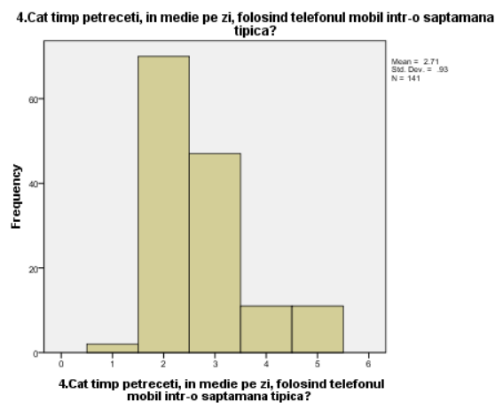 4.Cat timp petreceti, in medie pe zi, folosind telefonul mobil intr-o saptamana
tipica?
Mean = 2.71
Std. Dev. = .93
N = 141
60
40
20
0
Frequency
0 1 2 3 4 5 6
4.Cat timp petreceti, in medie pe zi, folosind telefonul
mobil intr-o saptamana tipica?